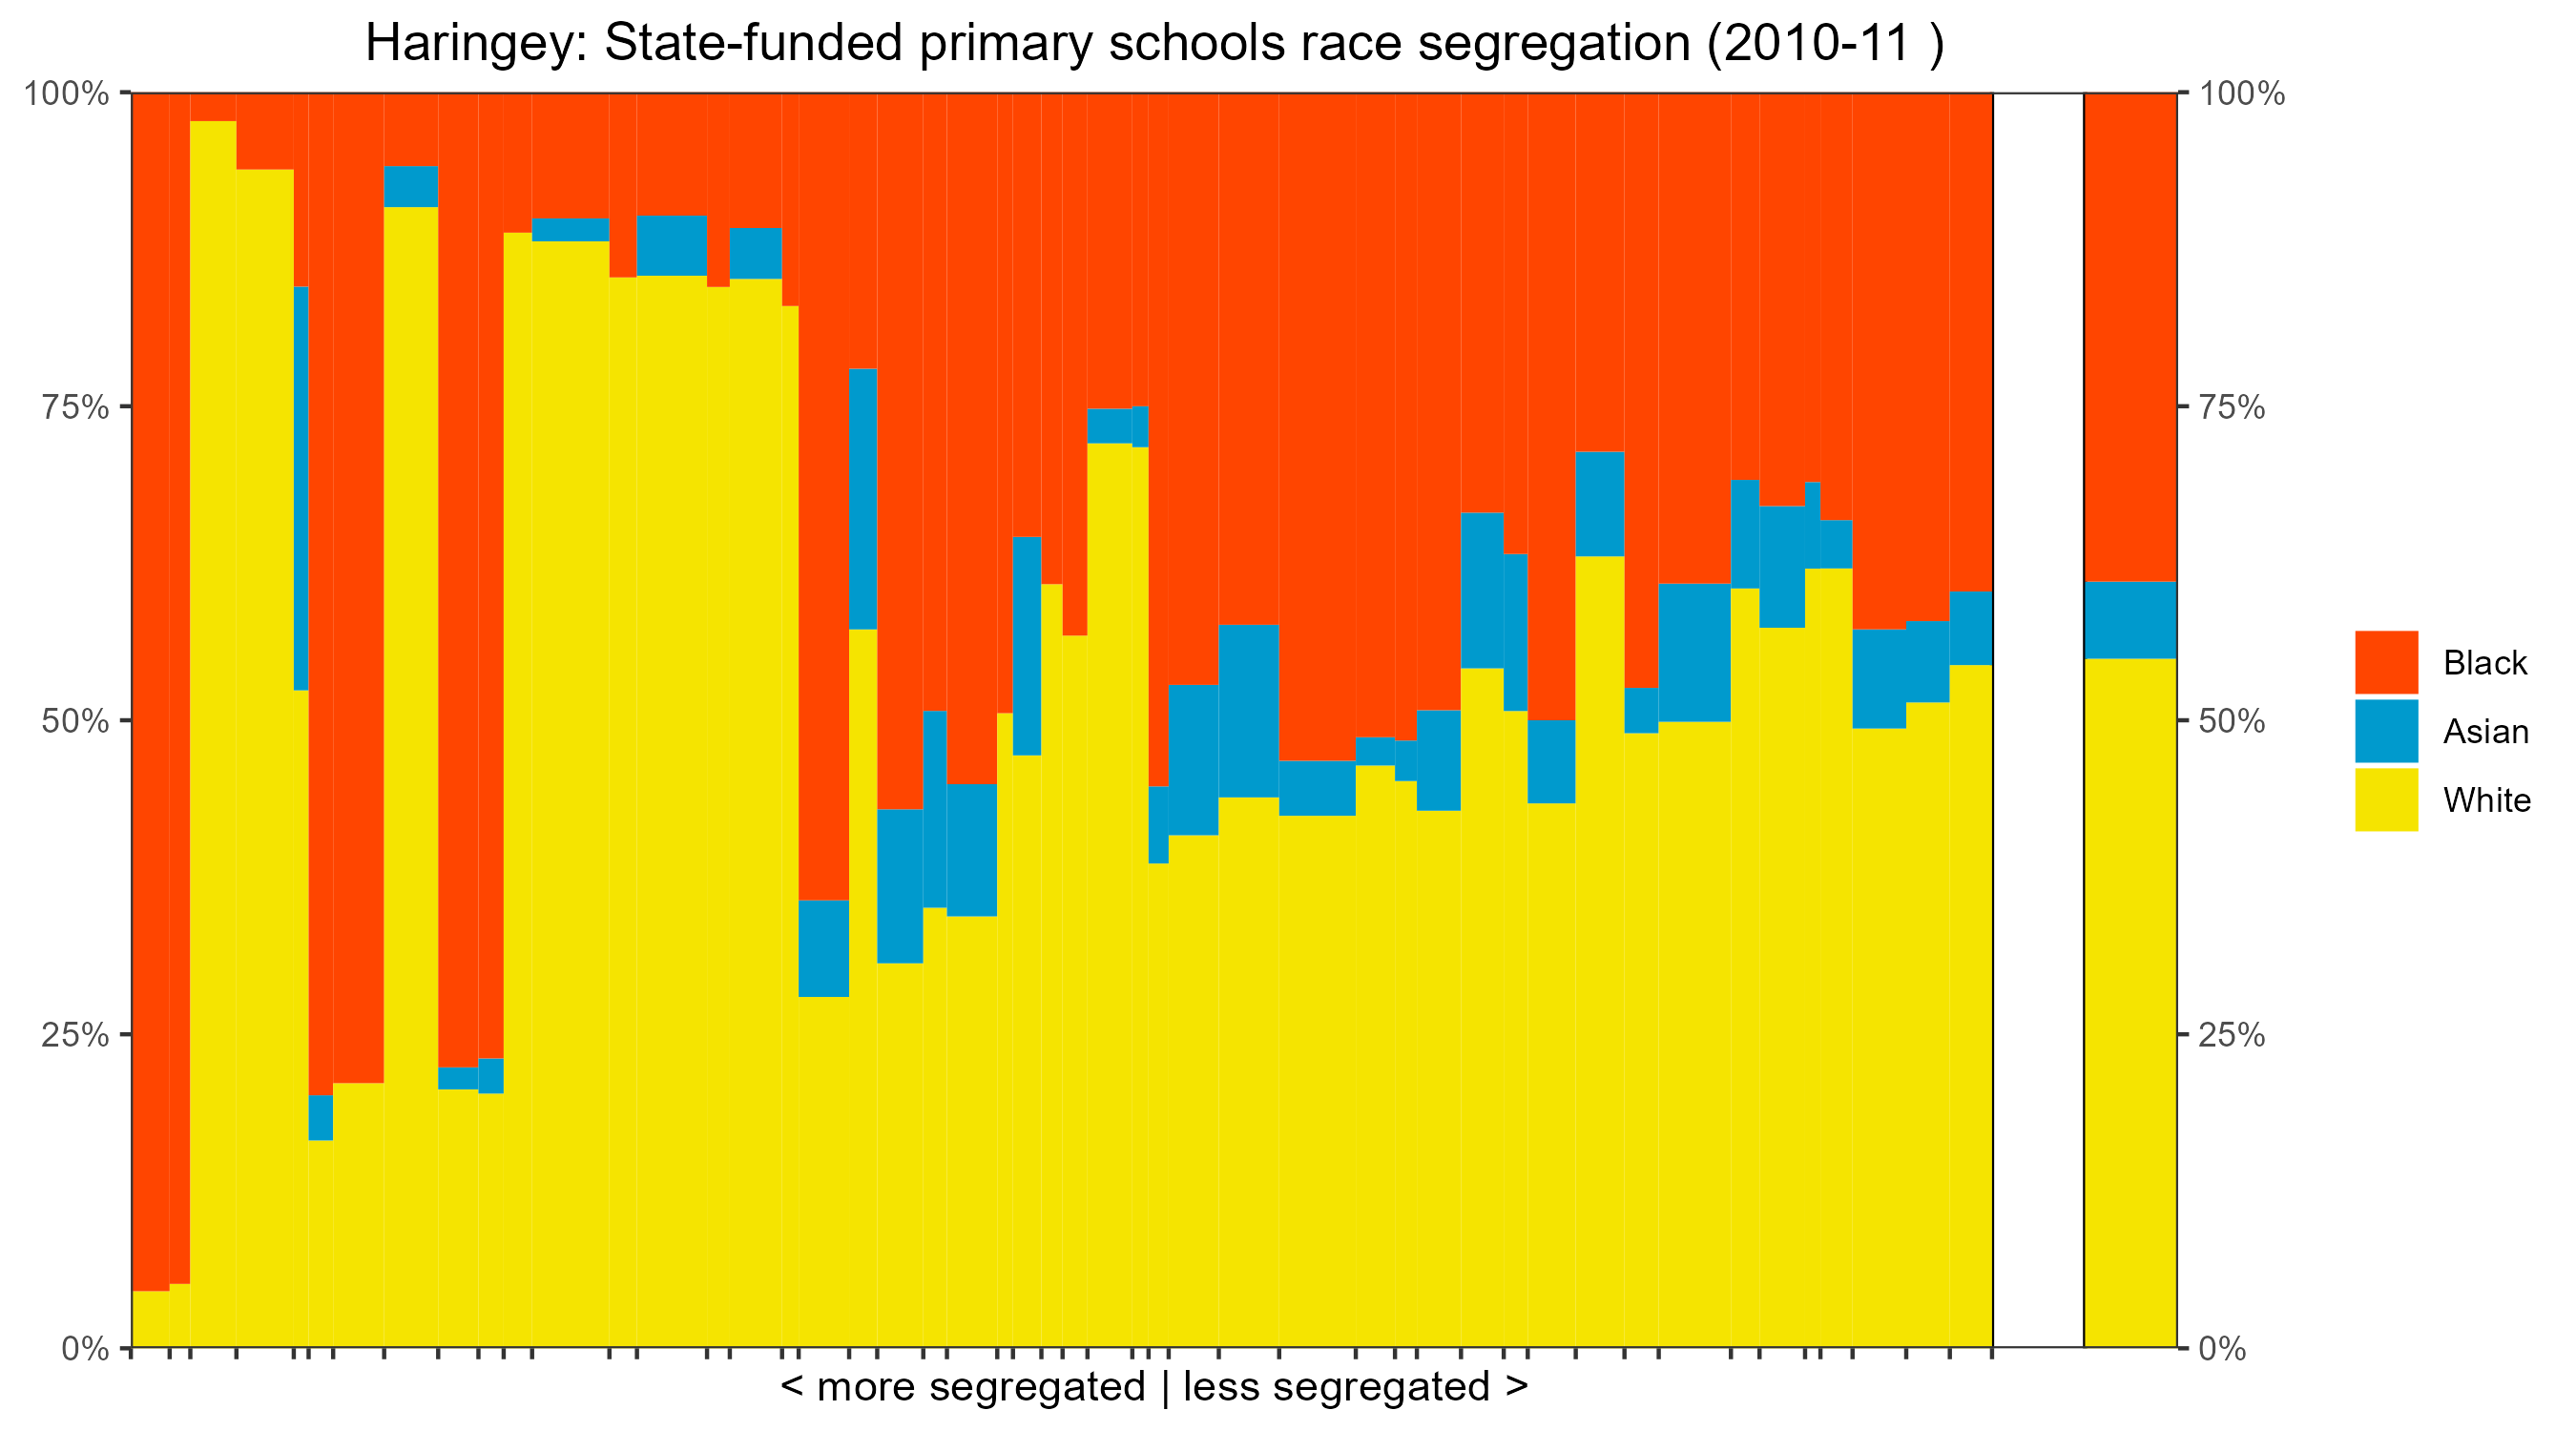 Haringey: State-funded primary schools race segregation (2010-11 )
100%
75%
50%
25%
0%
100%
75%
50%
25%
0%
Black
Asian
White
< more segregated | less segregated >